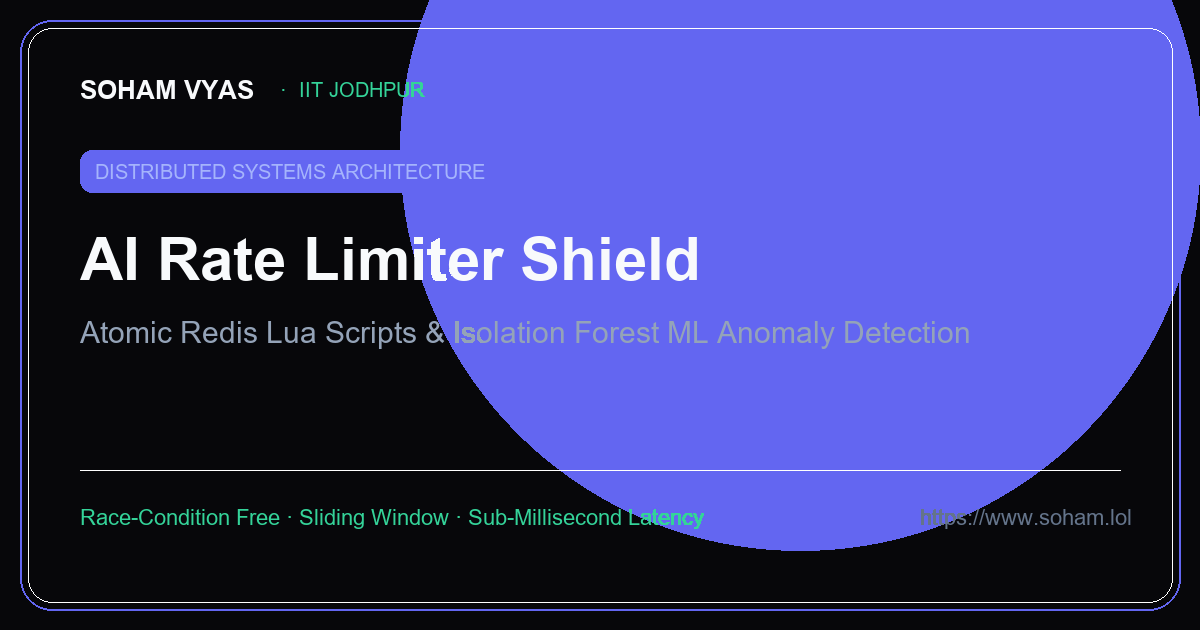 SOHAM VYAS · IIT JODHPUR
DISTRIBUTED SYSTEMS ARCHITECTURE
AI Rate Limiter Shield
Atomic Redis Lua Scripts & Isolation Forest ML Anomaly Detection
Race-Condition Free · Sliding Window · Sub-Millisecond Latency
https://www.soham.lol